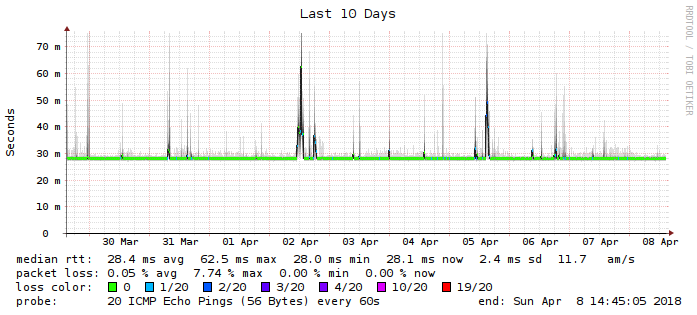 Last 10 Days
RRDTOOL / TOBI OETIKER
Seconds
70 m
60 m
50 m
40 m
30 m
20 m
10 m
0
30 Mar 31 Mar 01 Apr 02 Apr 03 Apr 04 Apr 05 Apr 06 Apr 07 Apr 08 Apr
median rtt: 28.4 ms avg 62.5 ms max 28.0 ms min 28.1 ms now 2.4 ms sd 11.7 am/s
packet loss: 0.05 % avg 7.74 % max 0.00 % min 0.00 % now
loss color: 0 1/20 2/20 3/20 4/20 10/20 19/20
probe: 20 ICMP Echo Pings (56 Bytes) every 60s end: Sun Apr 8 14:45:05 2018